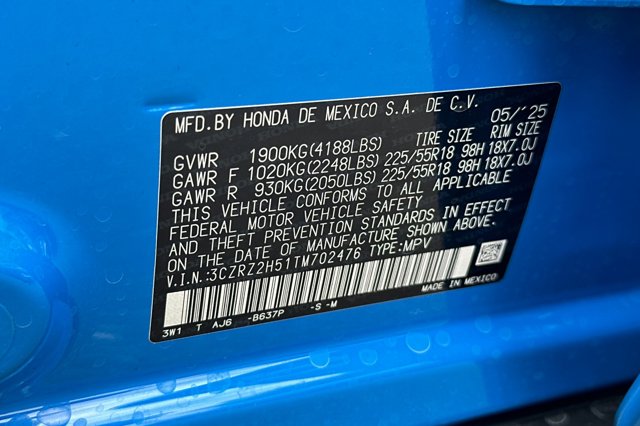 MFD.BY HONDA DE MEXICO S.A. DE C.V. 05/'25
GVWR 1900KG(4188LBS) TIRE SIZE RIM SIZE
GAWR F 1020KG(2248LBS) 225/55R18 98H 18X7.0J
GAWR R 930KG(2050LBS) 225/55R18 98H 18X7.0J
THIS VEHICLE CONFORMS TO ALL APPLICABLE
FEDERAL MOTOR VEHICLE SAFETY
AND THEFT PREVENTION STANDARDS IN EFFECT
ON THE DATE OF MANUFACTURE SHOWN ABOVE.
V.I.N.:3CZRZ2H51TM702476 TYPE:MPV
MADE IN MEXICO
3W1 T AJ6 -B637P -S-M